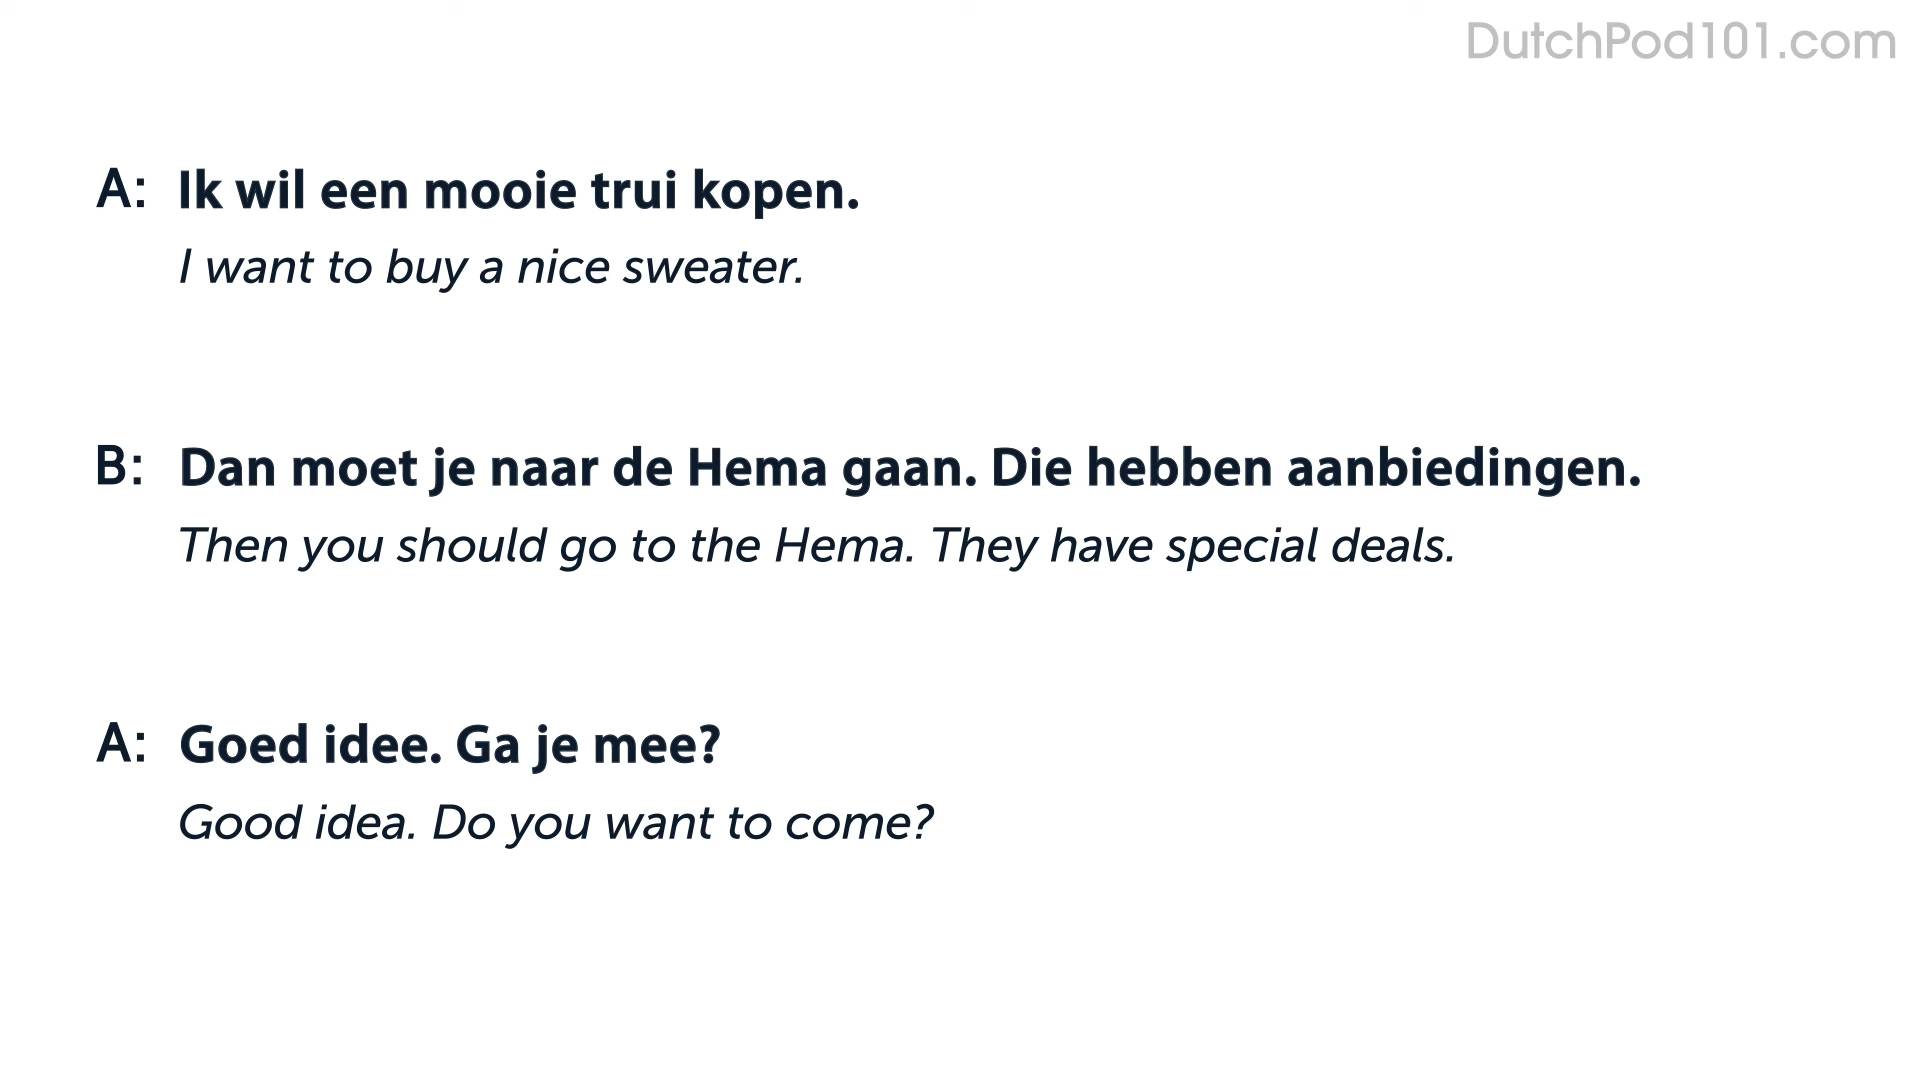 DutchPod101.com
A: Ik wil een mooie trui kopen.
I want to buy a nice sweater.
B: Dan moet je naar de Hema gaan. Die hebben aanbiedingen.
Then you should go to the Hema. They have special deals.
A: Goed idee. Ga je mee?
Good idea. Do you want to come?